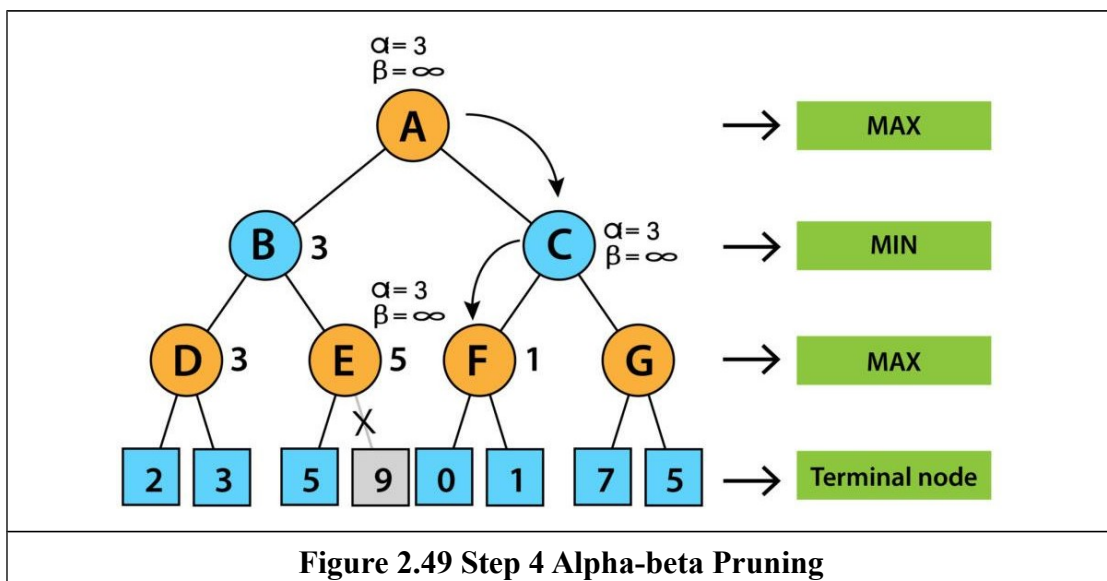 α= 3
β= ∞
A
MAX
B
3
C
α= 3
β= ∞
MIN
α= 3
β= ∞
D
3
E
5
F
1
G
MAX
X
2
3
5
9
0
1
7
5
Terminal node
Figure 2.49 Step 4 Alpha-beta Pruning